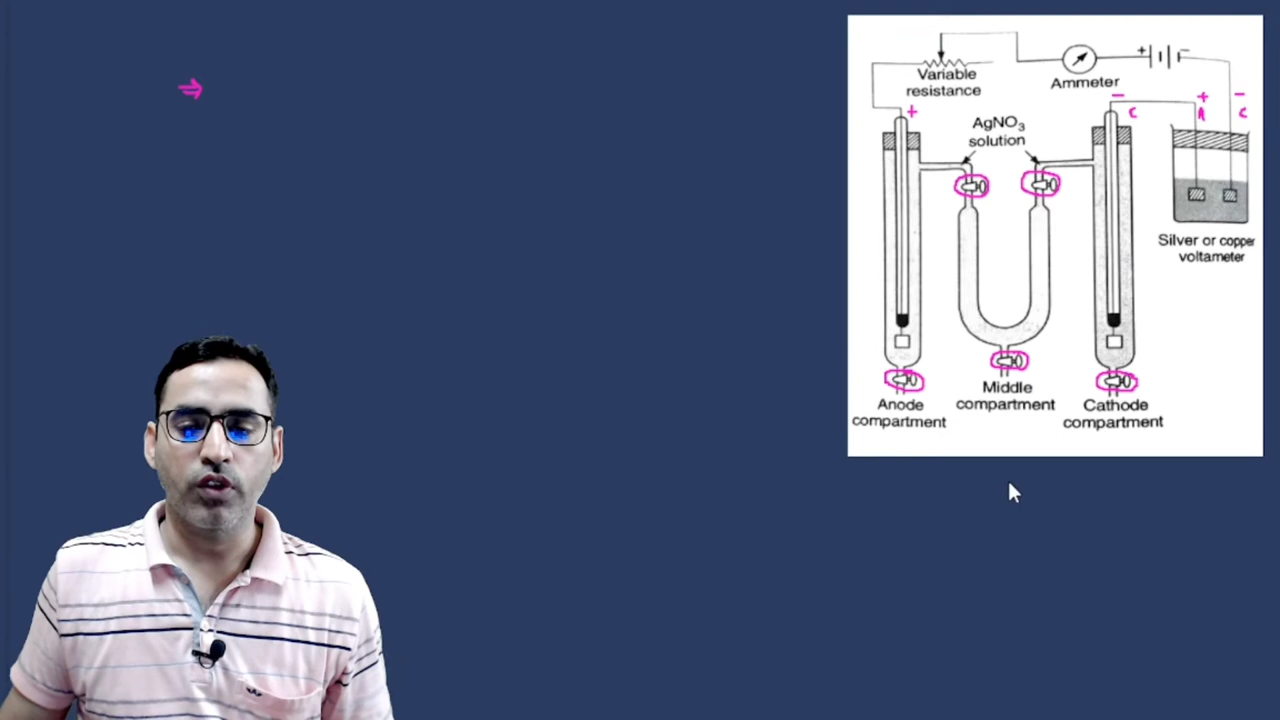 Variable
resistance
Ammeter
+ −
+
AgNO₃
solution
−
C
+
A
−
C
Silver or copper
voltameter
Anode
compartment
Middle
compartment
Cathode
compartment